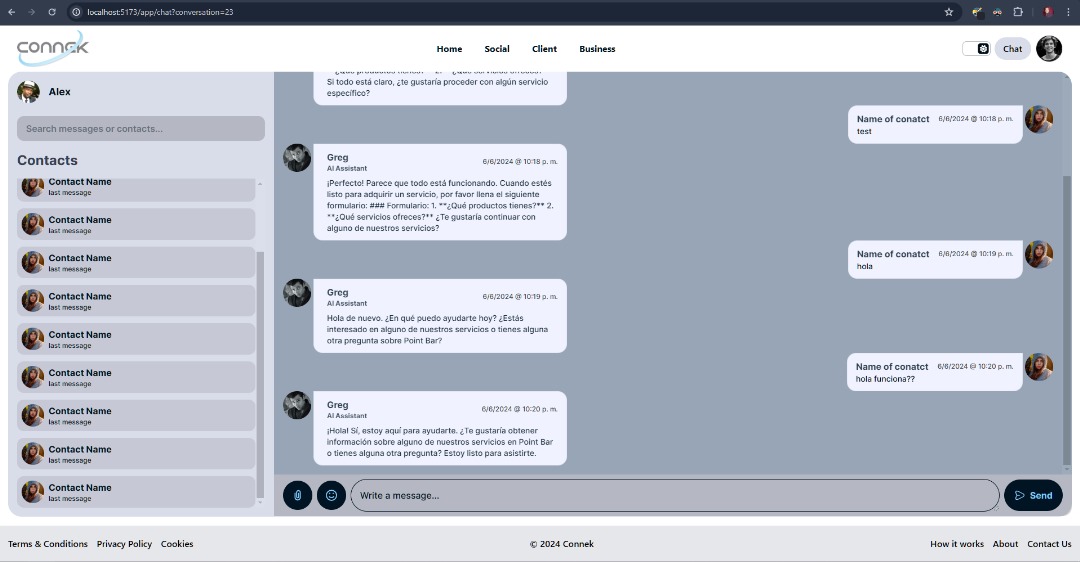 localhost:5173/app/chat?conversation=23
CONNEK
Home Social Client Business
Chat
Alex
Search messages or contacts...
Contacts
Contact Name
last message
Contact Name
last message
Contact Name
last message
Contact Name
last message
Contact Name
last message
Contact Name
last message
Contact Name
last message
Contact Name
last message
Contact Name
last message
Si todo está claro, ¿te gustaría proceder con algún servicio
específico?
Name of conatct 6/6/2024 @ 10:18 p. m.
test
Greg 6/6/2024 @ 10:18 p. m.
AI Assistant
¡Perfecto! Parece que todo está funcionando. Cuando estés
listo para adquirir un servicio, por favor llena el siguiente
formulario: ### Formulario: 1. **¿Qué productos tienes?** 2.
**¿Qué servicios ofreces?** ¿Te gustaría continuar con
alguno de nuestros servicios?
Name of conatct 6/6/2024 @ 10:19 p. m.
hola
Greg 6/6/2024 @ 10:19 p. m.
AI Assistant
Hola de nuevo. ¿En qué puedo ayudarte hoy? ¿Estás
interesado en alguno de nuestros servicios o tienes alguna
otra pregunta sobre Point Bar?
Name of conatct 6/6/2024 @ 10:20 p. m.
hola funciona??
Greg 6/6/2024 @ 10:20 p. m.
AI Assistant
¡Hola! Sí, estoy aquí para ayudarte. ¿Te gustaría obtener
información sobre alguno de nuestros servicios en Point Bar
o tienes alguna otra pregunta? Estoy listo para asistirte.
Write a message...
Send
Terms & Conditions Privacy Policy Cookies
© 2024 Connek
How it works About Contact Us